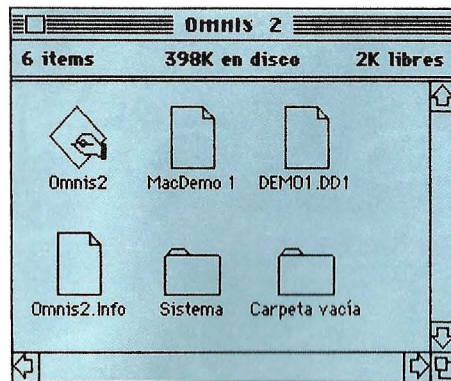 Omnis 2
6 items 398K en disco 2K libres
Omnis2 MacDemo 1 DEMO1.DD1
Omnis2.Info Sistema Carpeta vacía